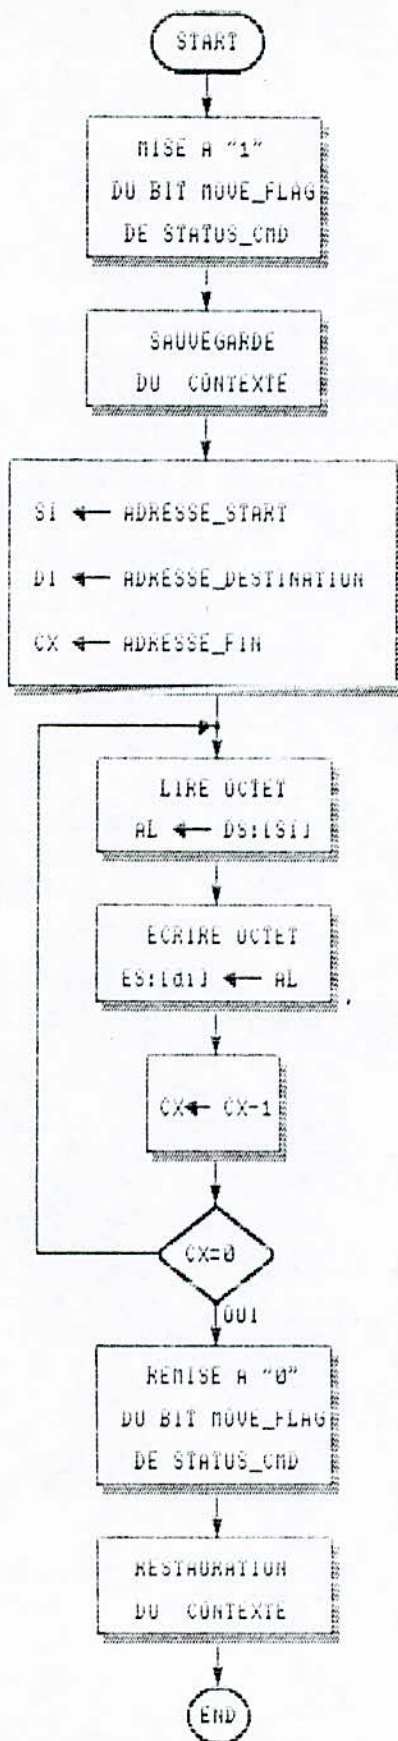 START
MISE A "1"
DU BIT MOVE_FLAG
DE STATUS_CMD
SAUVEGARDE
DU CONTEXTE
SI ← ADRESSE_START
DI ← ADRESSE_DESTINATION
CX ← ADRESSE_FIN
LIRE OCTET
AL ← DS:[SI]
ECRIRE OCTET
ES:[di] ← AL
CX← CX-1
CX=0
OUI
REMISE A "0"
DU BIT MOVE_FLAG
DE STATUS_CMD
RESTAURATION
DU CONTEXTE
END